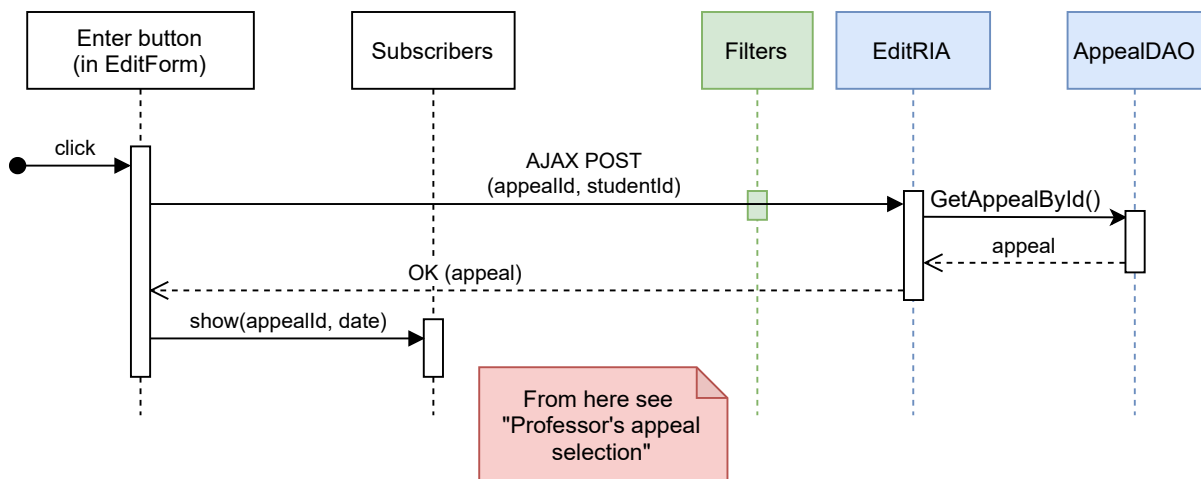 Enter button
(in EditForm)
Subscribers
Filters
EditRIA
AppealDAO
click
AJAX POST
(appealId, studentId)
GetAppealById()
appeal
OK (appeal)
show(appealId, date)
From here see
"Professor's appeal
selection"